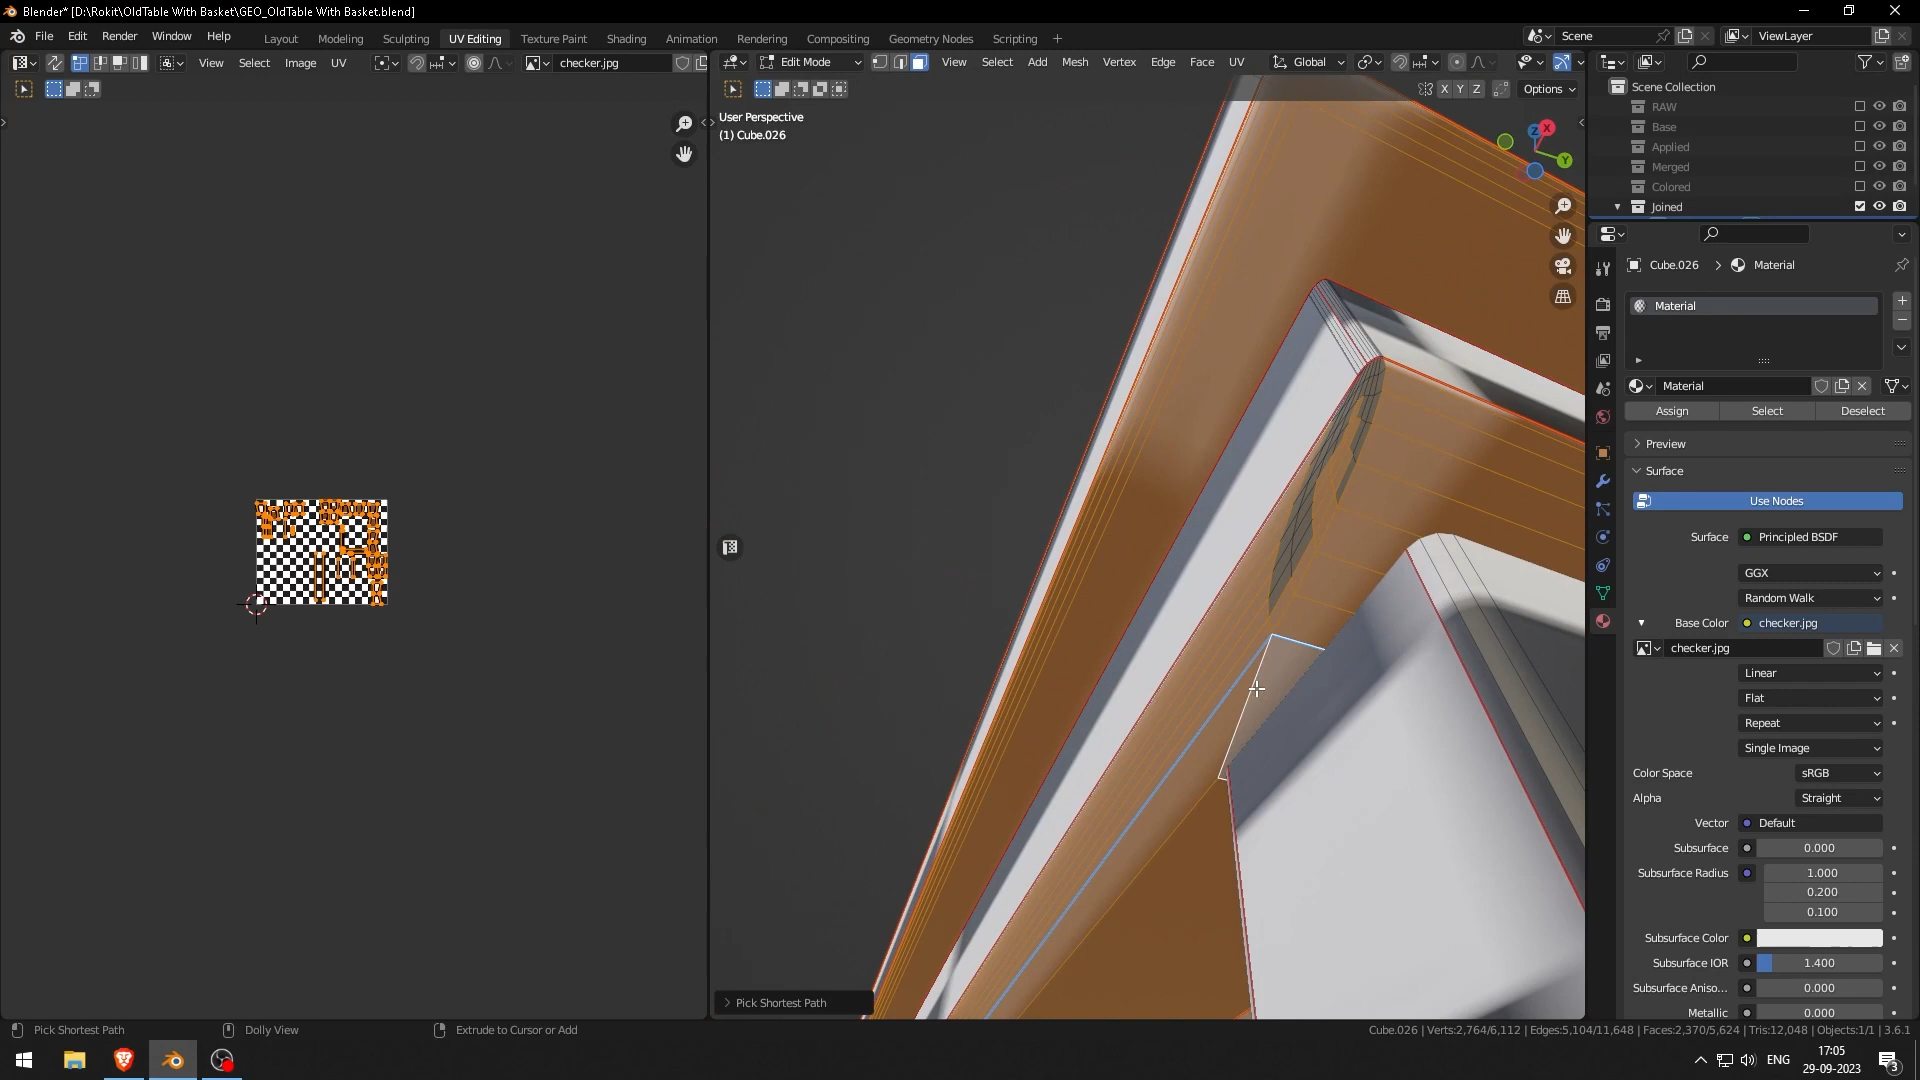 Blender* [D:\Rokit\OldTable With Basket\GEO_OldTable With Basket.blend]
File Edit Render Window Help
Layout Modeling Sculpting UV Editing Texture Paint Shading Animation Rendering Compositing Geometry Nodes Scripting +
Scene ViewLayer
View Select Image UV checker.jpg
Edit Mode View Select Add Mesh Vertex Edge Face UV Global
X Y Z Options
User Perspective
(1) Cube.026
Z X Y
Scene Collection
RAW
Base
Applied
Merged
Colored
Joined
Cube.026 > Material
Material
Material
Assign Select Deselect
Preview
Surface
Use Nodes
Surface Principled BSDF
GGX
Random Walk
Base Color checker.jpg
checker.jpg
Linear
Flat
Repeat
Single Image
Color Space sRGB
Alpha Straight
Vector Default
Subsurface 0.000
Subsurface Radius 1.000
0.200
0.100
Subsurface Color
Subsurface IOR 1.400
Subsurface Aniso... 0.000
Metallic 0.000
Pick Shortest Path
Pick Shortest Path Dolly View Extrude to Cursor or Add
Cube.026 | Verts:2,764/6,112 | Edges:5,104/11,648 | Faces:2,370/5,624 | Tris:12,048 | Objects:1/1 | 3.6.1
ENG
17:05
29-09-2023
3